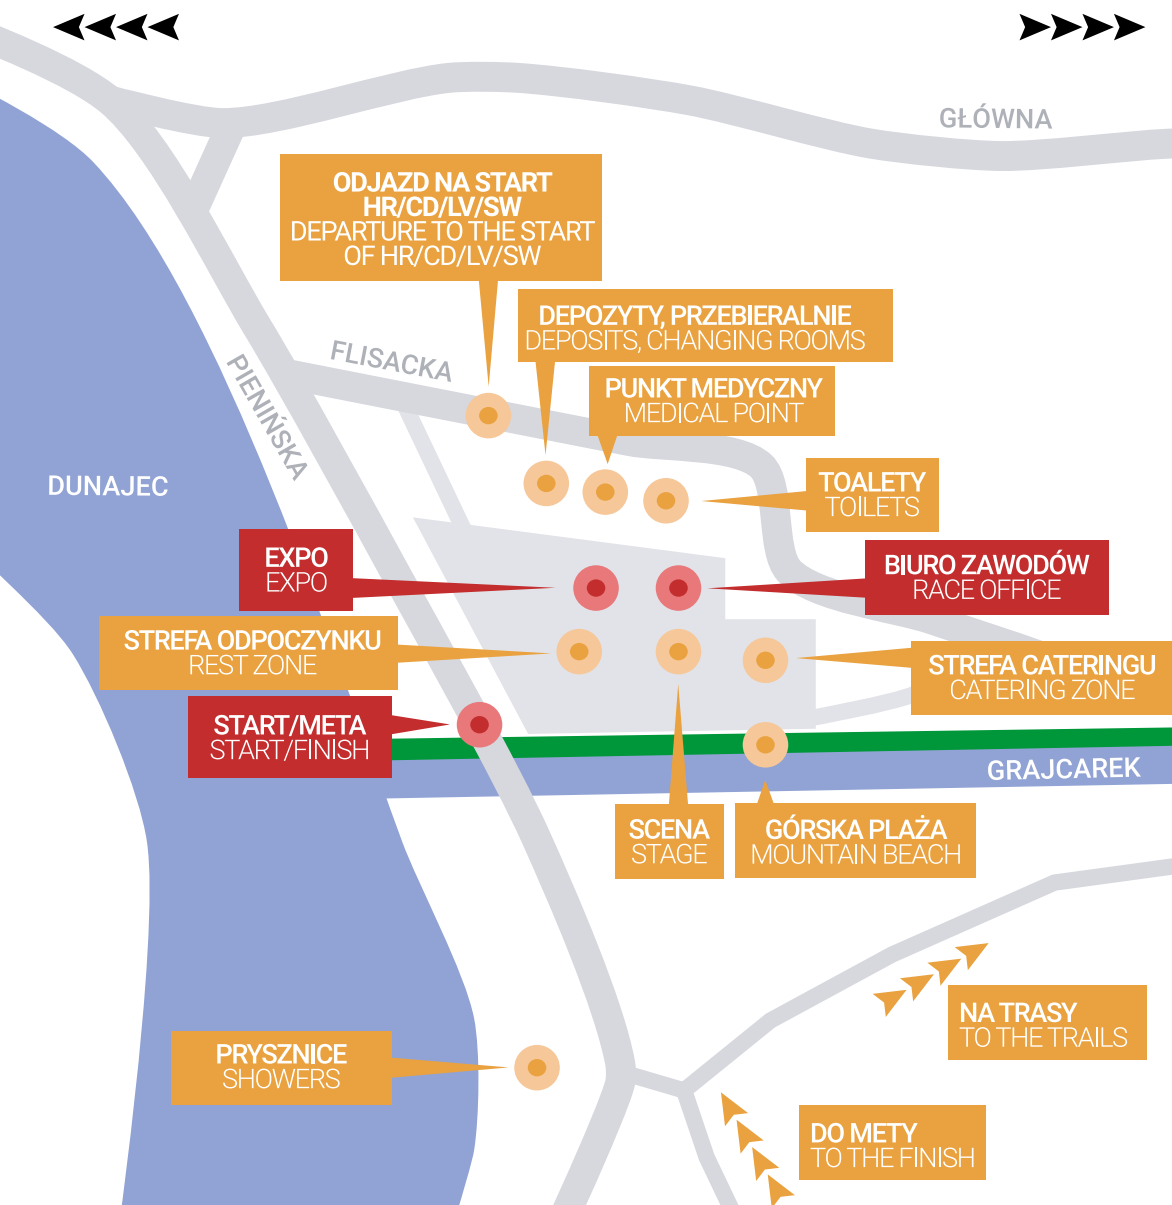 GŁÓWNA
ODJAZD NA START
HR/CD/LV/SW
DEPARTURE TO THE START
OF HR/CD/LV/SW
DEPOZYTY, PRZEBIERALNIE
DEPOSITS, CHANGING ROOMS
FLISACKA
PIENIŃSKA
PUNKT MEDYCZNY
MEDICAL POINT
DUNAJEC
TOALETY
TOILETS
EXPO
EXPO
BIURO ZAWODÓW
RACE OFFICE
STREFA ODPOCZYNKU
REST ZONE
STREFA CATERINGU
CATERING ZONE
START/META
START/FINISH
GRAJCAREK
SCENA
STAGE
GÓRSKA PLAŻA
MOUNTAIN BEACH
NA TRASY
TO THE TRAILS
PRYSZNICE
SHOWERS
DO METY
TO THE FINISH